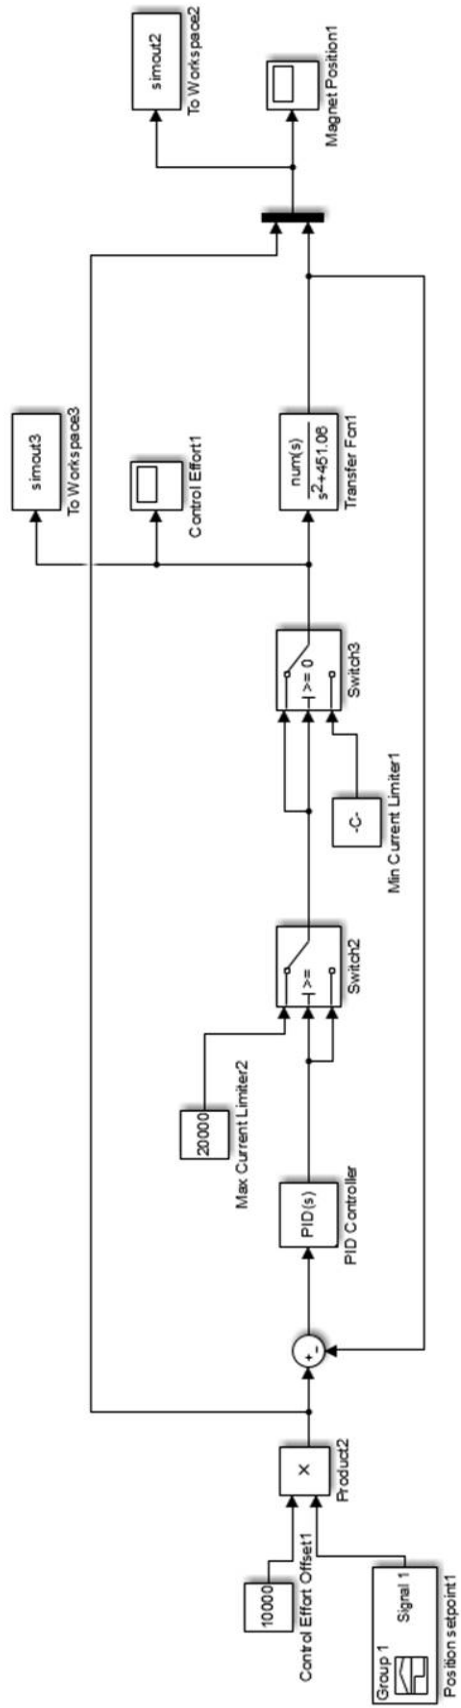 Group 1
Signal 1
Position setpoint1
10000
Control Effort Offset1
×
Product2
+
-
PID(s)
PID Controller
20000
Max Current Limiter2
>=
Switch2
-C-
Min Current Limiter1
>= 0
Switch3
simout3
To Workspace3
Control Effort1
num(s)
s²+451.06
Transfer Fcn1
simout2
To Workspace2
Magnet Position1